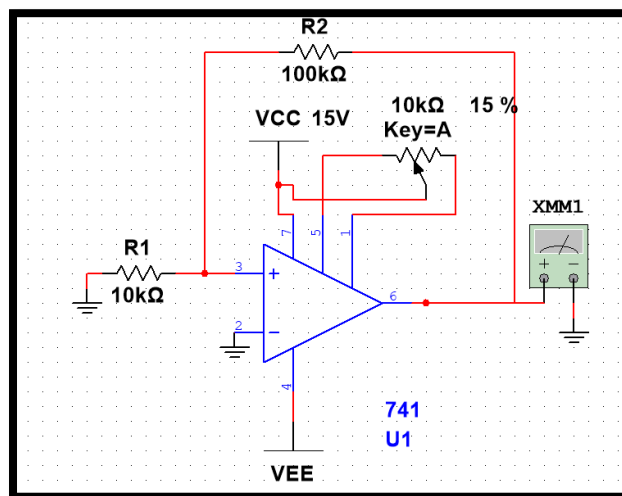 R2
100kΩ
10kΩ 15 %
VCC 15V
Key=A
XMM1
R1
10kΩ
7
5
1
3
+
6
2
−
4
+ −
741
U1
VEE